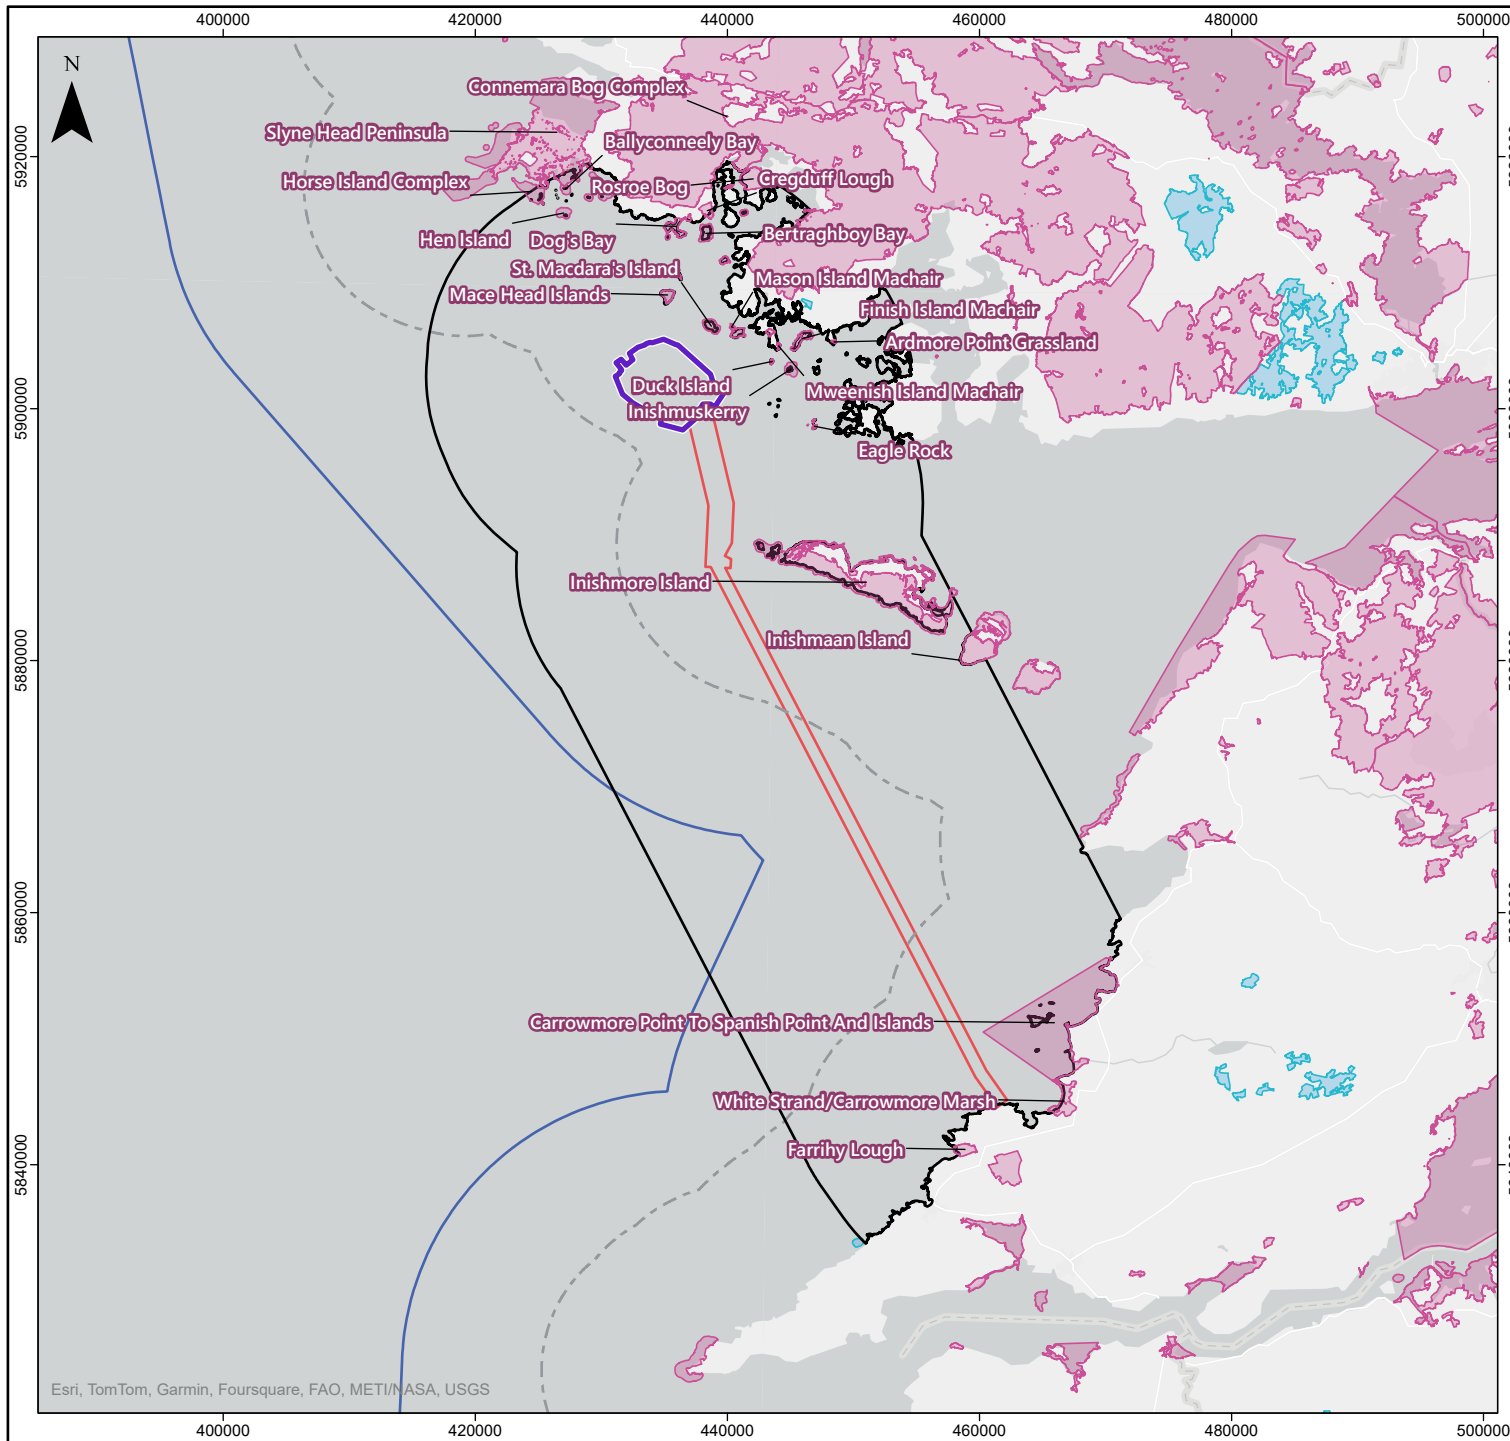 400000 420000 440000 460000 480000 500000
N
Connemara Bog Complex
Slyne Head Peninsula
Ballyconneely Bay
Horse Island Complex
Rosroe Bog
Cregduff Lough
Hen Island
Dog's Bay
Bertraghboy Bay
St. Macdara's Island
Mason Island Machair
Mace Head Islands
Finish Island Machair
Ardmore Point Grassland
Duck Island
Mweenish Island Machair
Inishmuskerry
Eagle Rock
Inishmore Island
Inishmaan Island
Carrowmore Point To Spanish Point And Islands
White Strand/Carrowmore Marsh
Farrihy Lough
5920000
5900000
5880000
5860000
5840000
Esri, TomTom, Garmin, Foursquare, FAO, METI/NASA, USGS
400000 420000 440000 460000 480000 500000